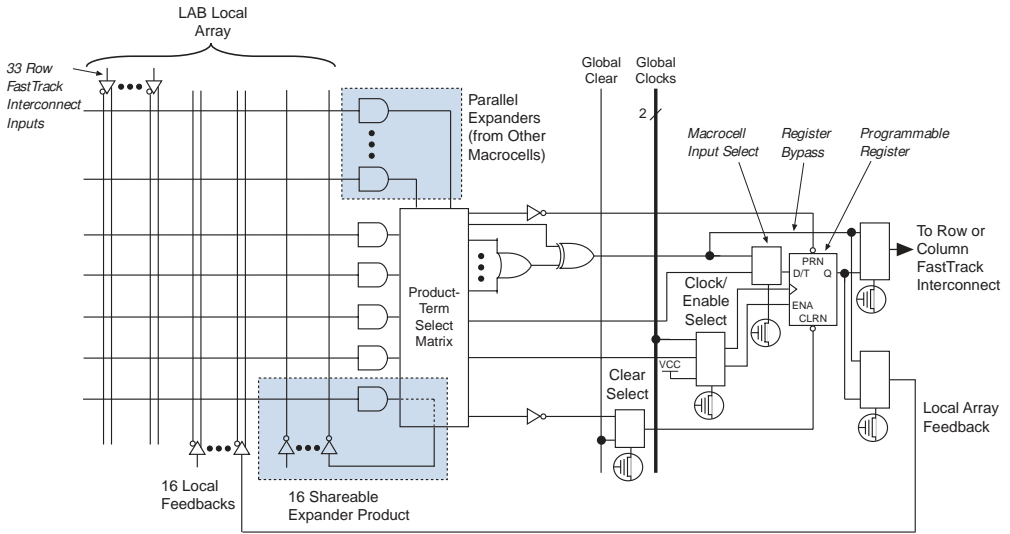 LAB Local
Array
33 Row
FastTrack
Interconnect
Inputs
Global
Clear
Global
Clocks
2
Parallel
Expanders
(from Other
Macrocells)
Macrocell
Input Select
Register
Bypass
Programmable
Register
To Row or
Column
FastTrack
Interconnect
PRN
D/T Q
ENA
CLRN
Clock/
Enable
Select
Product-
Term
Select
Matrix
VCC
Clear
Select
Local Array
Feedback
16 Local
Feedbacks
16 Shareable
Expander Product